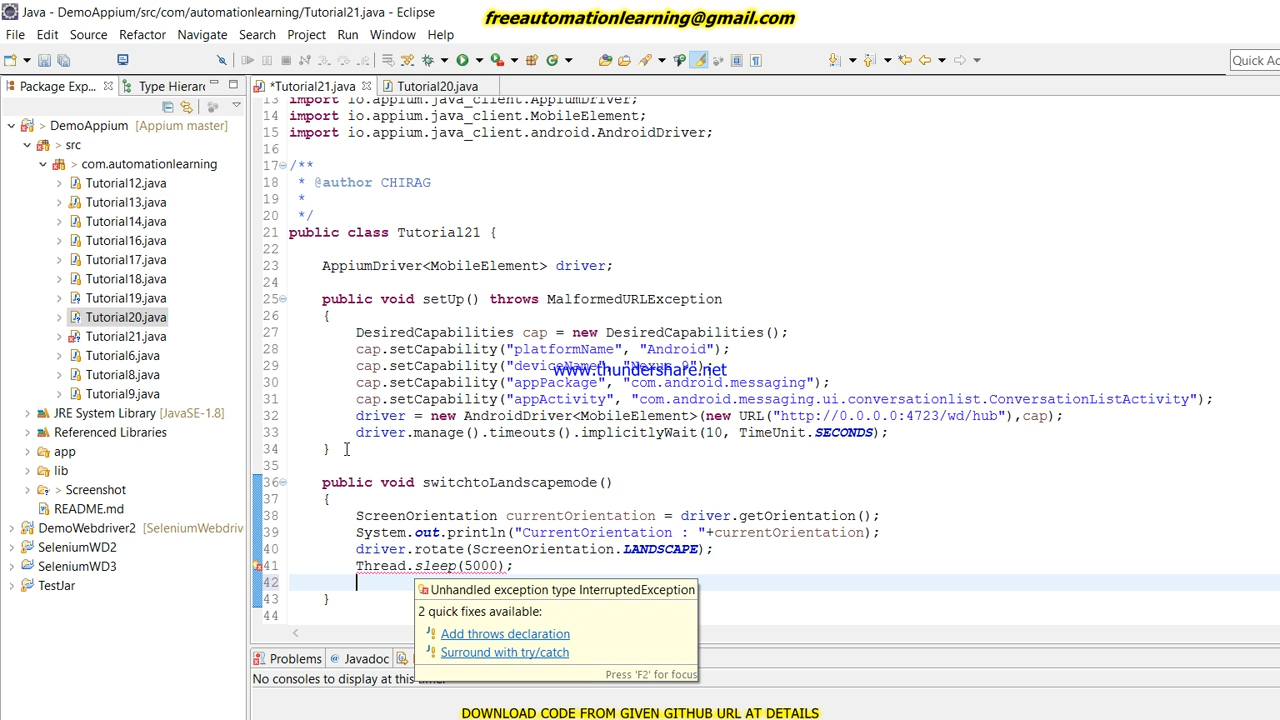 Java - DemoAppium/src/com/automationlearning/Tutorial21.java - Eclipse
freeautomationlearning@gmail.com
File Edit Source Refactor Navigate Search Project Run Window Help
Quick Ac
Package Exp... Type Hierarc
*Tutorial21.java Tutorial20.java
DemoAppium [Appium master]
src
com.automationlearning
Tutorial12.java
Tutorial13.java
Tutorial14.java
Tutorial16.java
Tutorial17.java
Tutorial18.java
Tutorial19.java
Tutorial20.java
Tutorial21.java
Tutorial6.java
Tutorial8.java
Tutorial9.java
JRE System Library [JavaSE-1.8]
Referenced Libraries
app
lib
> Screenshot
README.md
DemoWebdriver2 [SeleniumWebdriv
SeleniumWD2
SeleniumWD3
TestJar
13 import io.appium.java_client.AppiumDriver;
14 import io.appium.java_client.MobileElement;
15 import io.appium.java_client.android.AndroidDriver;
16
17 /**
18 * @author CHIRAG
19 *
20 */
21 public class Tutorial21 {
22
23 AppiumDriver<MobileElement> driver;
24
25 public void setUp() throws MalformedURLException
26 {
27 DesiredCapabilities cap = new DesiredCapabilities();
28 cap.setCapability("platformName", "Android");
29 cap.setCapability("deviceName", "Nexus 9");
www.thundershare.net
30 cap.setCapability("appPackage", "com.android.messaging");
31 cap.setCapability("appActivity", "com.android.messaging.ui.conversationlist.ConversationListActivity");
32 driver = new AndroidDriver<MobileElement>(new URL("http://0.0.0.0:4723/wd/hub"),cap);
33 driver.manage().timeouts().implicitlyWait(10, TimeUnit.SECONDS);
34 }
35
36 public void switchtoLandscapemode()
37 {
38 ScreenOrientation currentOrientation = driver.getOrientation();
39 System.out.println("CurrentOrientation : "+currentOrientation);
40 driver.rotate(ScreenOrientation.LANDSCAPE);
41 Thread.sleep(5000);
42
43 }
44
Unhandled exception type InterruptedException
2 quick fixes available:
Add throws declaration
Surround with try/catch
Press 'F2' for focus
Problems @ Javadoc
No consoles to display at this time.
DOWNLOAD CODE FROM GIVEN GITHUB URL AT DETAILS